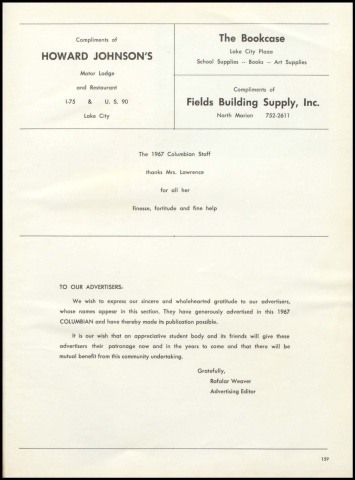 Compliments of
HOWARD JOHNSON'S
Motor Lodge
and Restaurant
I-75 & U. S. 90
Lake City
The Bookcase
Lake City Plaza
School Supplies — Books — Art Supplies
Compliments of
Fields Building Supply, Inc.
North Marion 752-2611
The 1967 Columbian Staff
thanks Mrs. Lawrence
for all her
finesse, fortitude and fine help
TO OUR ADVERTISERS:
We wish to express our sincere and wholehearted gratitude to our advertisers,
whose names appear in this section. They have generously advertised in this 1967
COLUMBIAN and have thereby made its publication possible.
It is our wish that an appreciative student body and its friends will give these
advertisers their patronage now and in the years to come and that there will be
mutual benefit from this community undertaking.
Gratefully,
Rafalar Weaver
Advertising Editor
159